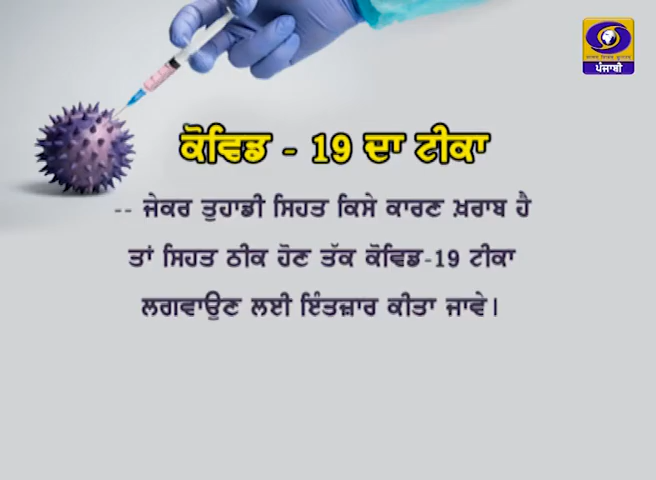 ਪੰਜਾਬੀ
ਕੋਵਿਡ - 19 ਦਾ ਟੀਕਾ
-- ਜੇਕਰ ਤੁਹਾਡੀ ਸਿਹਤ ਕਿਸੇ ਕਾਰਣ ਖ਼ਰਾਬ ਹੈ
ਤਾਂ ਸਿਹਤ ਠੀਕ ਹੋਣ ਤੱਕ ਕੋਵਿਡ-19 ਟੀਕਾ
ਲਗਵਾਉਣ ਲਈ ਇੰਤਜ਼ਾਰ ਕੀਤਾ ਜਾਵੇ।